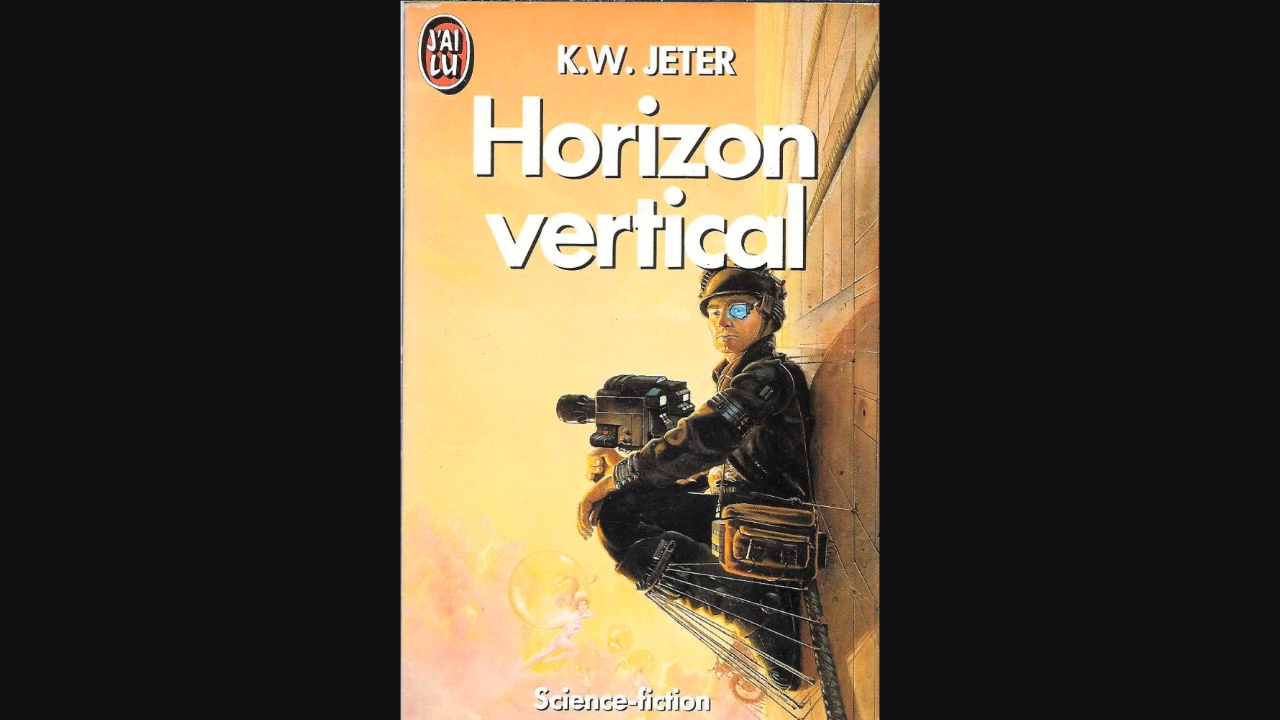 J'AI
LU
K.W. JETER
Horizon
vertical
Science-fiction